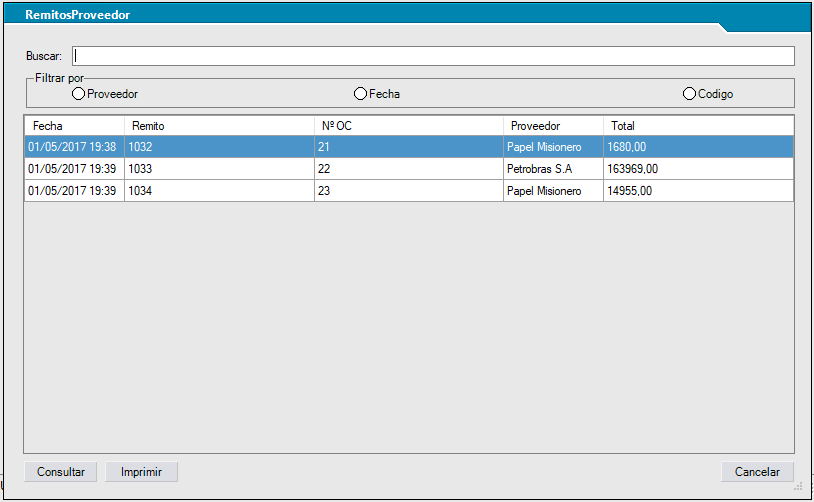 RemitosProveedor
Buscar:
Filtrar por
Proveedor Fecha Codigo
Fecha Remito Nº OC Proveedor Total
01/05/2017 19:38 1032 21 Papel Misionero 1680,00
01/05/2017 19:39 1033 22 Petrobras S.A 163969,00
01/05/2017 19:39 1034 23 Papel Misionero 14955,00
Consultar Imprimir Cancelar